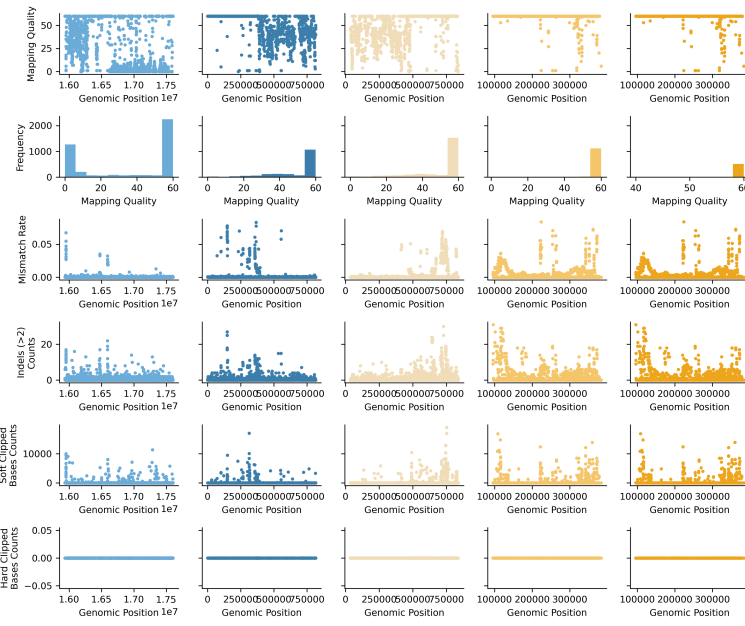 Mapping Quality
50
25
0
1.60 1.65 1.7 1.75
Genomic Position 1e7
0 250000 500000 750000
Genomic Position
0 250000 500000 750000
Genomic Position
100000 200000 300000
Genomic Position
100000 200000 300000
Genomic Position
Frequency
2000
1000
0
0 20 40 60
Mapping Quality
0 20 40 60
Mapping Quality
0 20 40 60
Mapping Quality
0 20 40 60
Mapping Quality
40 50 60
Mapping Quality
Mismatch Rate
0.05
0.00
1.60 1.65 1.7 1.75
Genomic Position 1e7
0 250000 500000 750000
Genomic Position
0 250000 500000 750000
Genomic Position
100000 200000 300000
Genomic Position
100000 200000 300000
Genomic Position
Indels (>2)
Counts
20
0
1.60 1.65 1.7 1.75
Genomic Position 1e7
0 250000 500000 750000
Genomic Position
0 250000 500000 750000
Genomic Position
100000 200000 300000
Genomic Position
100000 200000 300000
Genomic Position
Soft Clipped
Bases Counts
10000
0
1.60 1.65 1.7 1.75
Genomic Position 1e7
0 250000 500000 750000
Genomic Position
0 250000 500000 750000
Genomic Position
100000 200000 300000
Genomic Position
100000 200000 300000
Genomic Position
Hard Clipped
Bases Counts
0.05
0.00
−0.05
1.60 1.65 1.7 1.75
Genomic Position 1e7
0 250000 500000 750000
Genomic Position
0 250000 500000 750000
Genomic Position
100000 200000 300000
Genomic Position
100000 200000 300000
Genomic Position